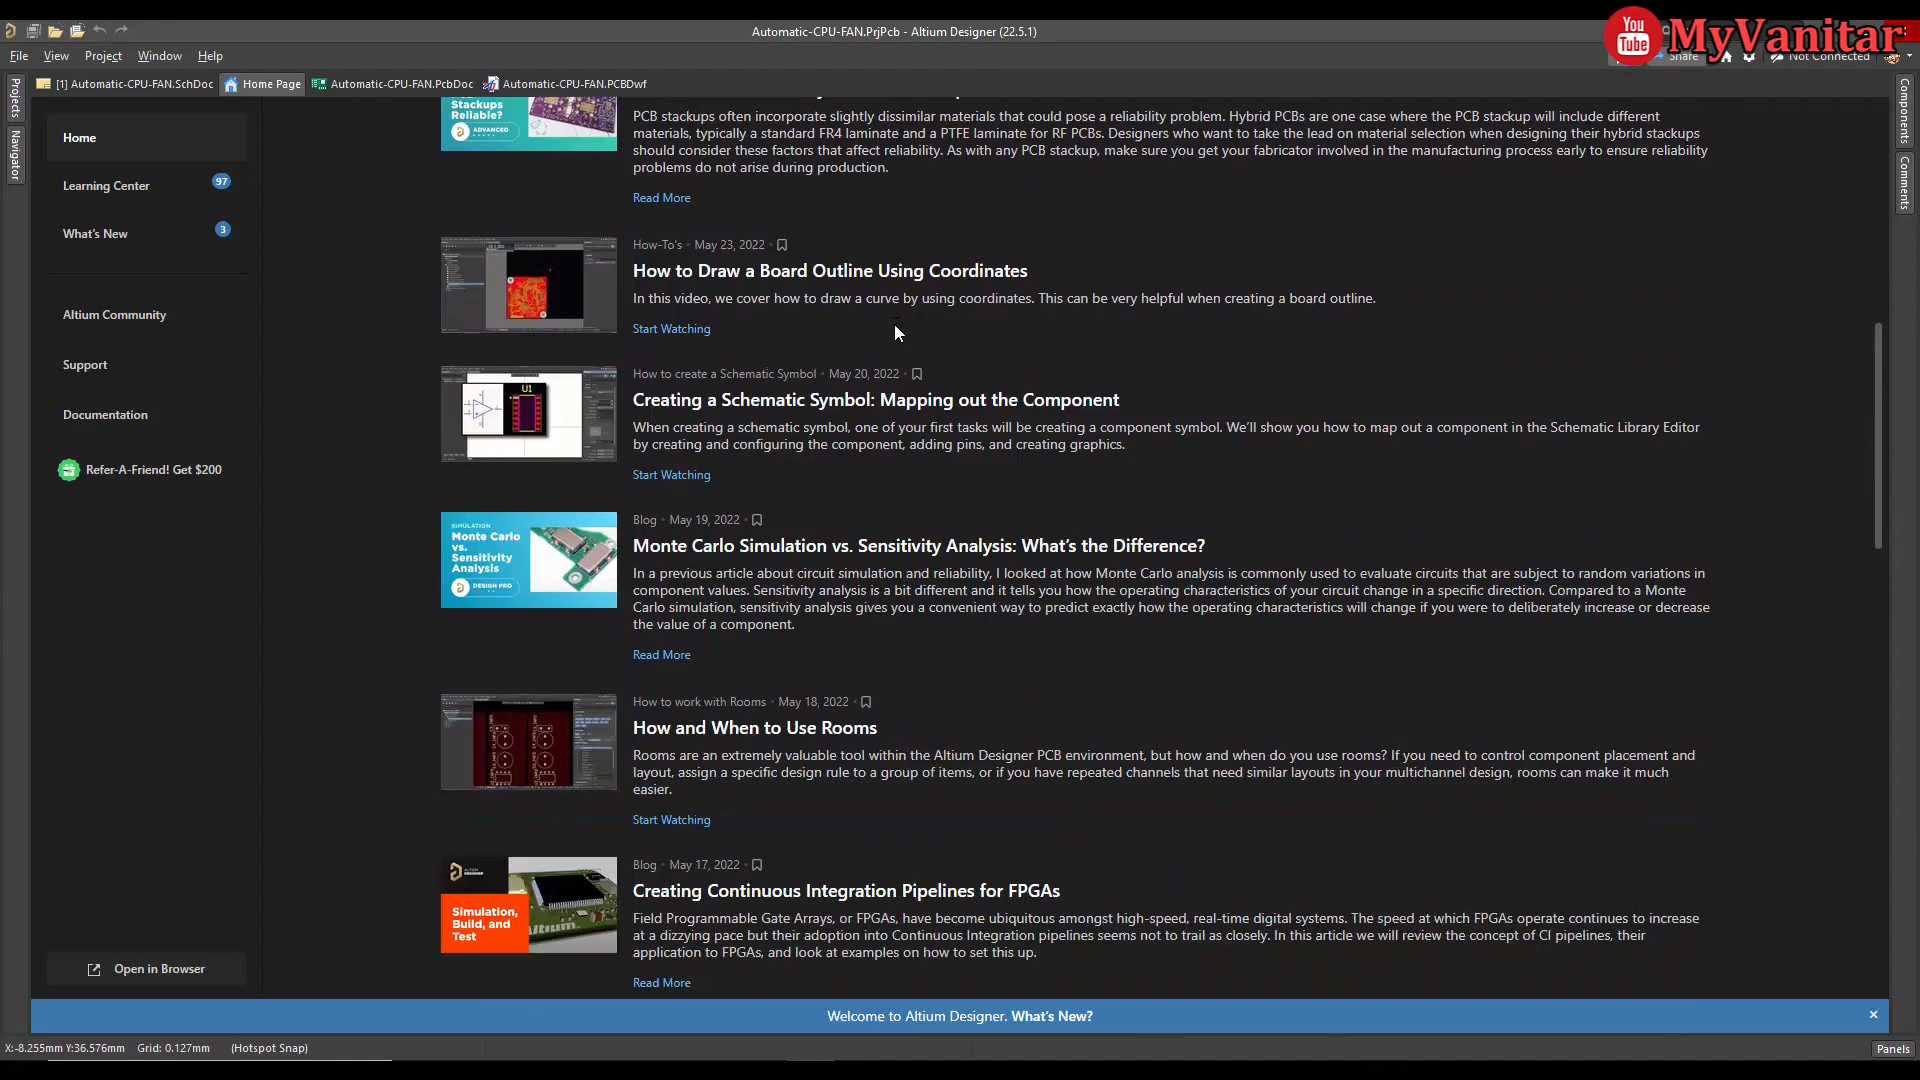 Automatic-CPU-FAN.PrjPcb - Altium Designer (22.5.1)
You
Tube
MyVanitar
File
View
Project
Window
Help
Share
Not Connected
[1] Automatic-CPU-FAN.SchDoc
Home Page
Automatic-CPU-FAN.PcbDoc
Automatic-CPU-FAN.PCBDwf
Projects
Navigator
Components
Comments
Home
Learning Center
97
What's New
3
Altium Community
Support
Documentation
Refer-A-Friend! Get $200
Open in Browser
Stackups
Reliable?
ADVANCED
PCB stackups often incorporate slightly dissimilar materials that could pose a reliability problem. Hybrid PCBs are one case where the PCB stackup will include different
materials, typically a standard FR4 laminate and a PTFE laminate for RF PCBs. Designers who want to take the lead on material selection when designing their hybrid stackups
should consider these factors that affect reliability. As with any PCB stackup, make sure you get your fabricator involved in the manufacturing process early to ensure reliability
problems do not arise during production.
Read More
How-To's • May 23, 2022 •
How to Draw a Board Outline Using Coordinates
In this video, we cover how to draw a curve by using coordinates. This can be very helpful when creating a board outline.
Start Watching
U1
How to create a Schematic Symbol • May 20, 2022 •
Creating a Schematic Symbol: Mapping out the Component
When creating a schematic symbol, one of your first tasks will be creating a component symbol. We'll show you how to map out a component in the Schematic Library Editor
by creating and configuring the component, adding pins, and creating graphics.
Start Watching
SIMULATION
Monte Carlo
vs.
Sensitivity
Analysis
DESIGN PRO
Blog • May 19, 2022 •
Monte Carlo Simulation vs. Sensitivity Analysis: What's the Difference?
In a previous article about circuit simulation and reliability, I looked at how Monte Carlo analysis is commonly used to evaluate circuits that are subject to random variations in
component values. Sensitivity analysis is a bit different and it tells you how the operating characteristics of your circuit change in a specific direction. Compared to a Monte
Carlo simulation, sensitivity analysis gives you a convenient way to predict exactly how the operating characteristics will change if you were to deliberately increase or decrease
the value of a component.
Read More
How to work with Rooms • May 18, 2022 •
How and When to Use Rooms
Rooms are an extremely valuable tool within the Altium Designer PCB environment, but how and when do you use rooms? If you need to control component placement and
layout, assign a specific design rule to a group of items, or if you have repeated channels that need similar layouts in your multichannel design, rooms can make it much
easier.
Start Watching
ALTIUM
DESIGNER
Simulation,
Build, and
Test
Altium
Blog • May 17, 2022 •
Creating Continuous Integration Pipelines for FPGAs
Field Programmable Gate Arrays, or FPGAs, have become ubiquitous amongst high-speed, real-time digital systems. The speed at which FPGAs operate continues to increase
at a dizzying pace but their adoption into Continuous Integration pipelines seems not to trail as closely. In this article we will review the concept of CI pipelines, their
application to FPGAs, and look at examples on how to set this up.
Read More
Welcome to Altium Designer. What's New?
X:-8.255mm Y:36.576mm
Grid: 0.127mm
(Hotspot Snap)
Panels